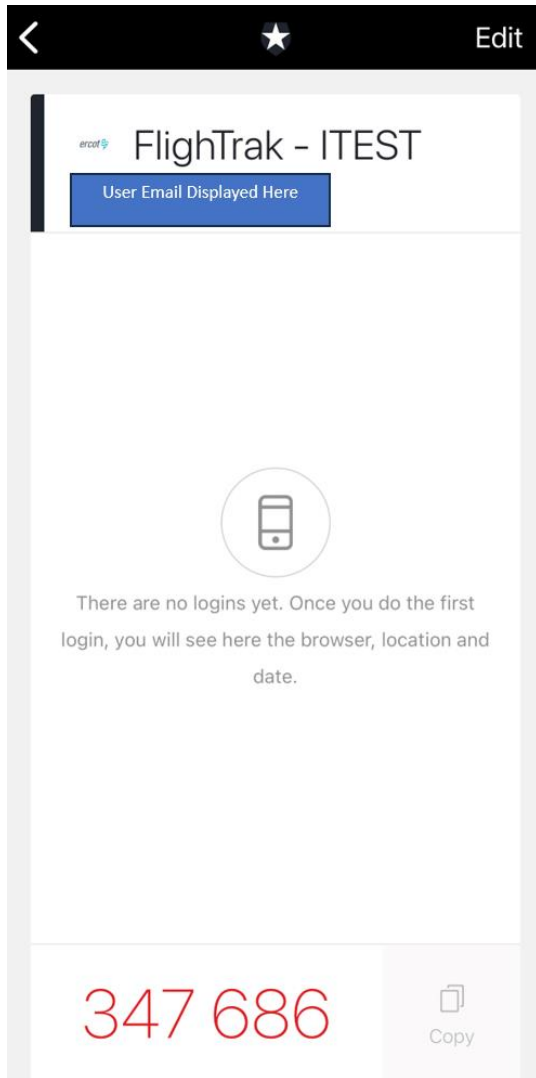 Edit
ercot
FlighTrak - ITEST
User Email Displayed Here
There are no logins yet. Once you do the first
login, you will see here the browser, location and
date.
347 686
Copy